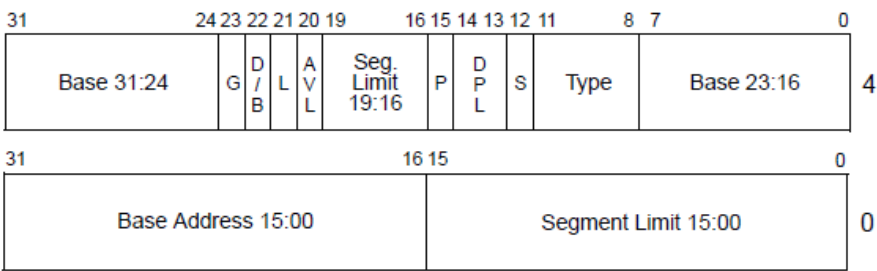 31 24 23 22 21 20 19 16 15 14 13 12 11 8 7 0
Base 31:24 G D/B L AVL Seg. Limit 19:16 P DPL S Type Base 23:16 4
31 16 15 0
Base Address 15:00 Segment Limit 15:00 0